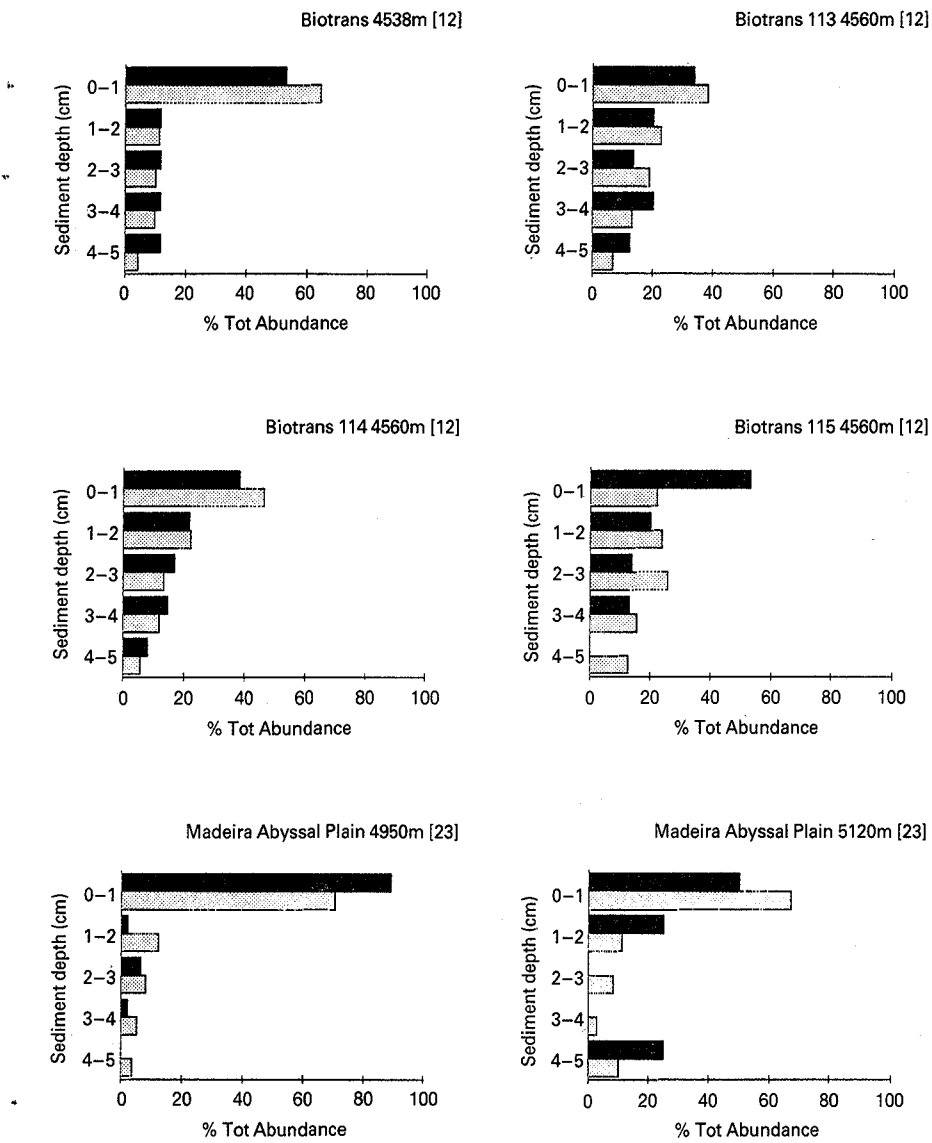 Biotrans 4538m [12]
Sediment depth (cm)
0–1
1–2
2–3
3–4
4–5
0 20 40 60 80 100
% Tot Abundance
Biotrans 113 4560m [12]
Sediment depth (cm)
0–1
1–2
2–3
3–4
4–5
0 20 40 60 80 100
% Tot Abundance
Biotrans 114 4560m [12]
Sediment depth (cm)
0–1
1–2
2–3
3–4
4–5
0 20 40 60 80 100
% Tot Abundance
Biotrans 115 4560m [12]
Sediment depth (cm)
0–1
1–2
2–3
3–4
4–5
0 20 40 60 80 100
% Tot Abundance
Madeira Abyssal Plain 4950m [23]
Sediment depth (cm)
0–1
1–2
2–3
3–4
4–5
0 20 40 60 80 100
% Tot Abundance
Madeira Abyssal Plain 5120m [23]
Sediment depth (cm)
0–1
1–2
2–3
3–4
4–5
0 20 40 60 80 100
% Tot Abundance